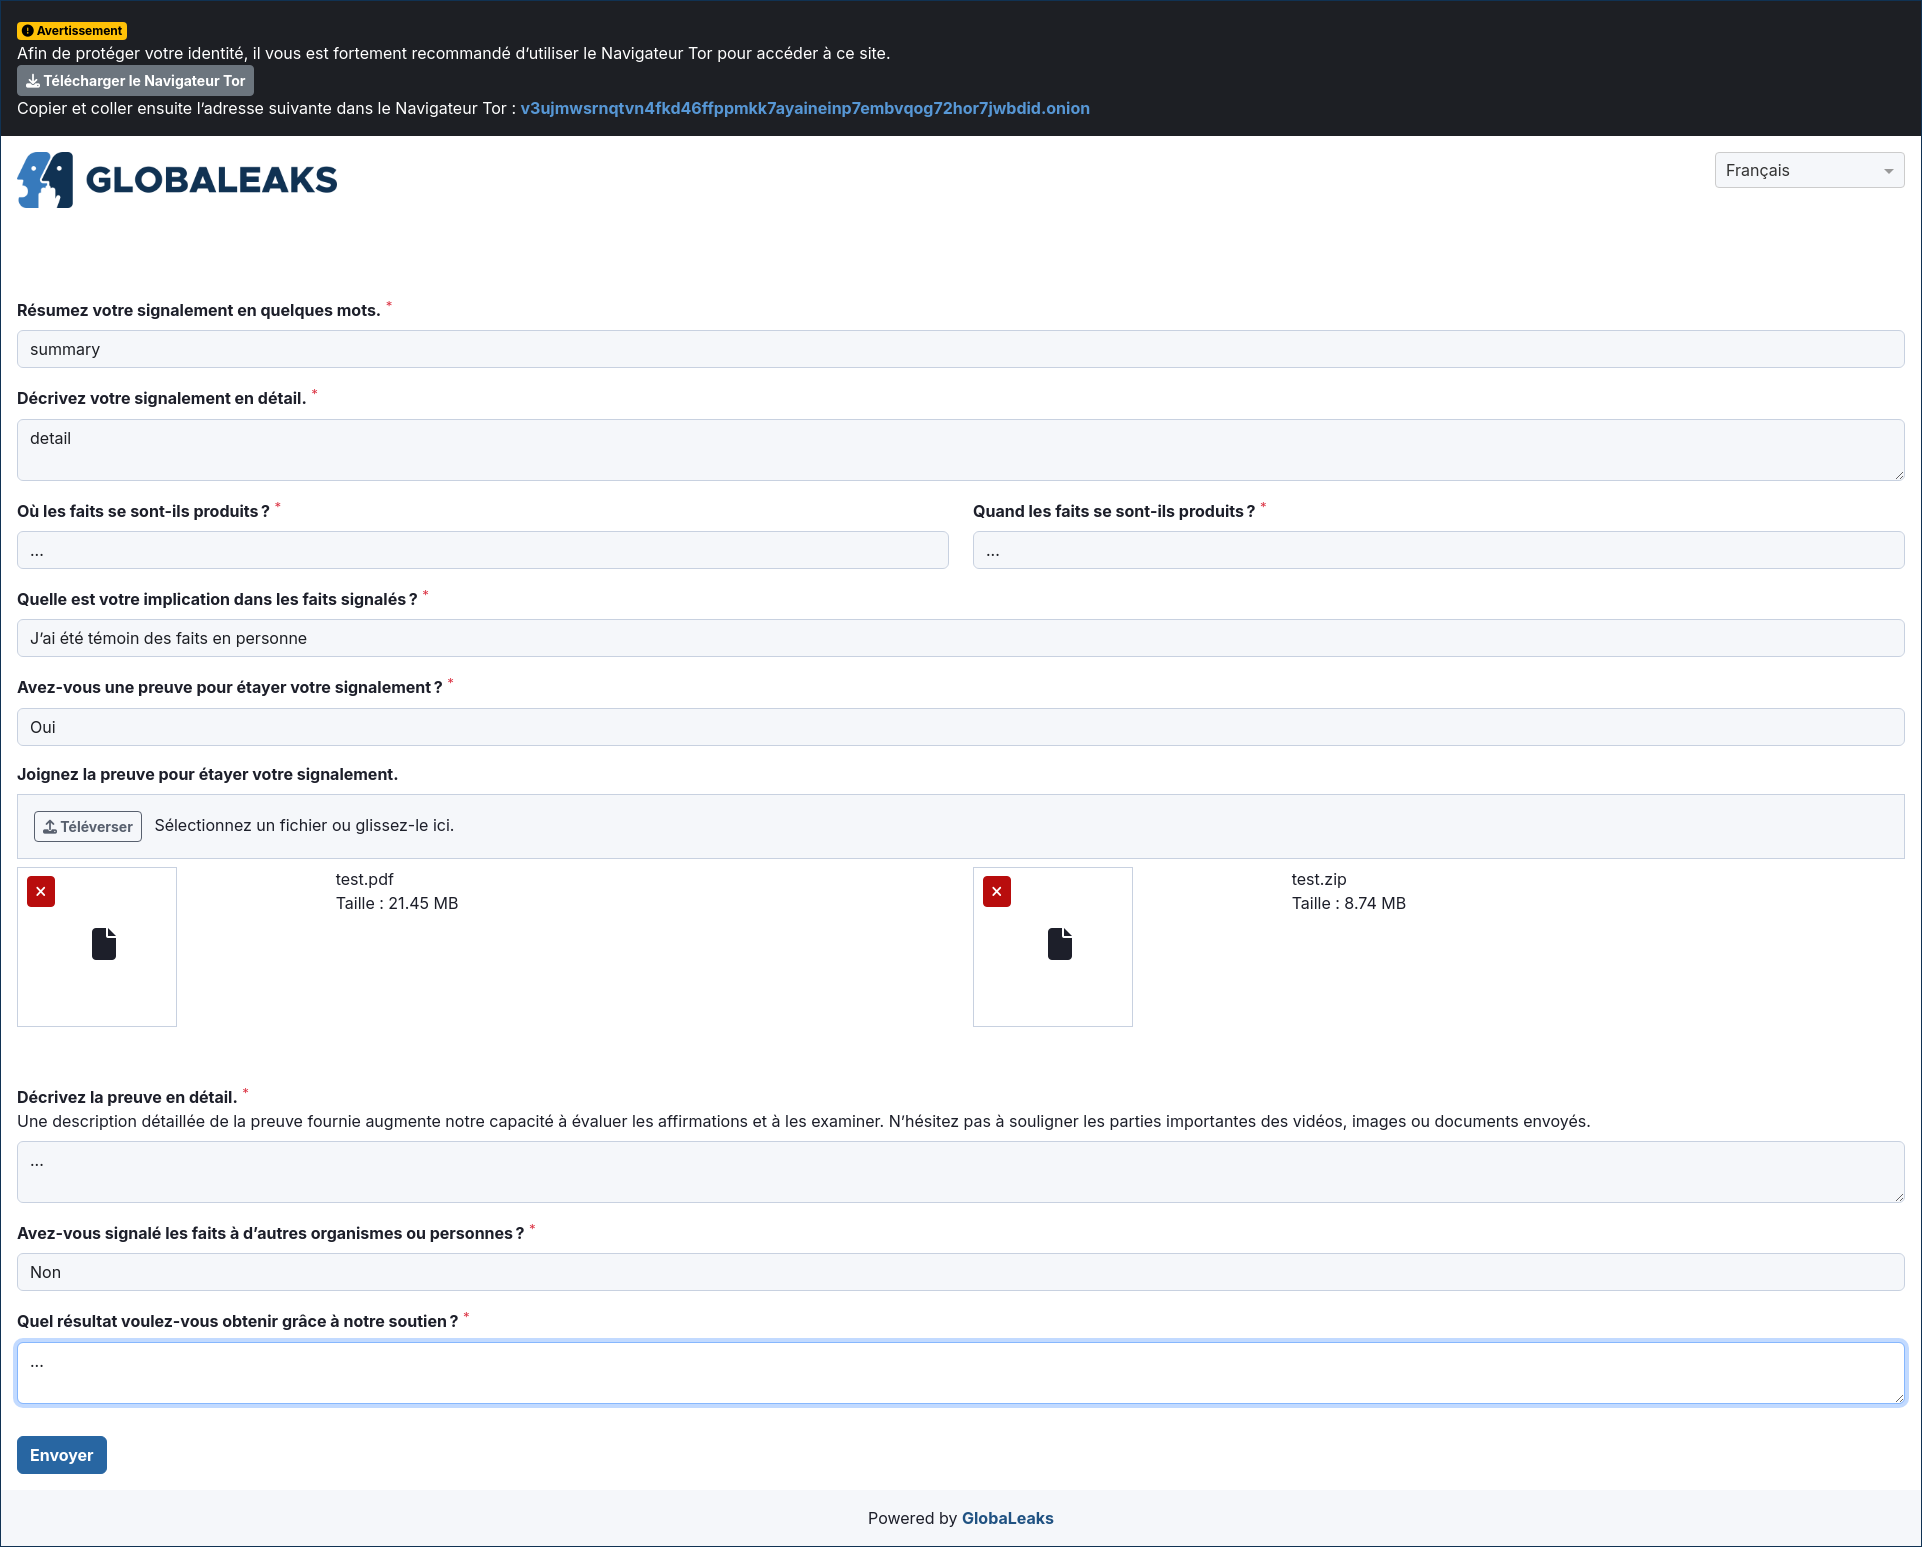 Avertissement
Afin de protéger votre identité, il vous est fortement recommandé d’utiliser le Navigateur Tor pour accéder à ce site.
Télécharger le Navigateur Tor
Copier et coller ensuite l’adresse suivante dans le Navigateur Tor : v3ujmwsrnqtvn4fkd46ffppmkk7ayaineinp7embvqog72hor7jwbdid.onion
GLOBALEAKS
Français
Résumez votre signalement en quelques mots. *
summary
Décrivez votre signalement en détail. *
detail
Où les faits se sont-ils produits ? *
Quand les faits se sont-ils produits ? *
...
...
Quelle est votre implication dans les faits signalés ? *
J’ai été témoin des faits en personne
Avez-vous une preuve pour étayer votre signalement ? *
Oui
Joignez la preuve pour étayer votre signalement.
Téléverser Sélectionnez un fichier ou glissez-le ici.
test.pdf
Taille : 21.45 MB
test.zip
Taille : 8.74 MB
Décrivez la preuve en détail. *
Une description détaillée de la preuve fournie augmente notre capacité à évaluer les affirmations et à les examiner. N’hésitez pas à souligner les parties importantes des vidéos, images ou documents envoyés.
...
Avez-vous signalé les faits à d’autres organismes ou personnes ? *
Non
Quel résultat voulez-vous obtenir grâce à notre soutien ? *
...
Envoyer
Powered by GlobaLeaks